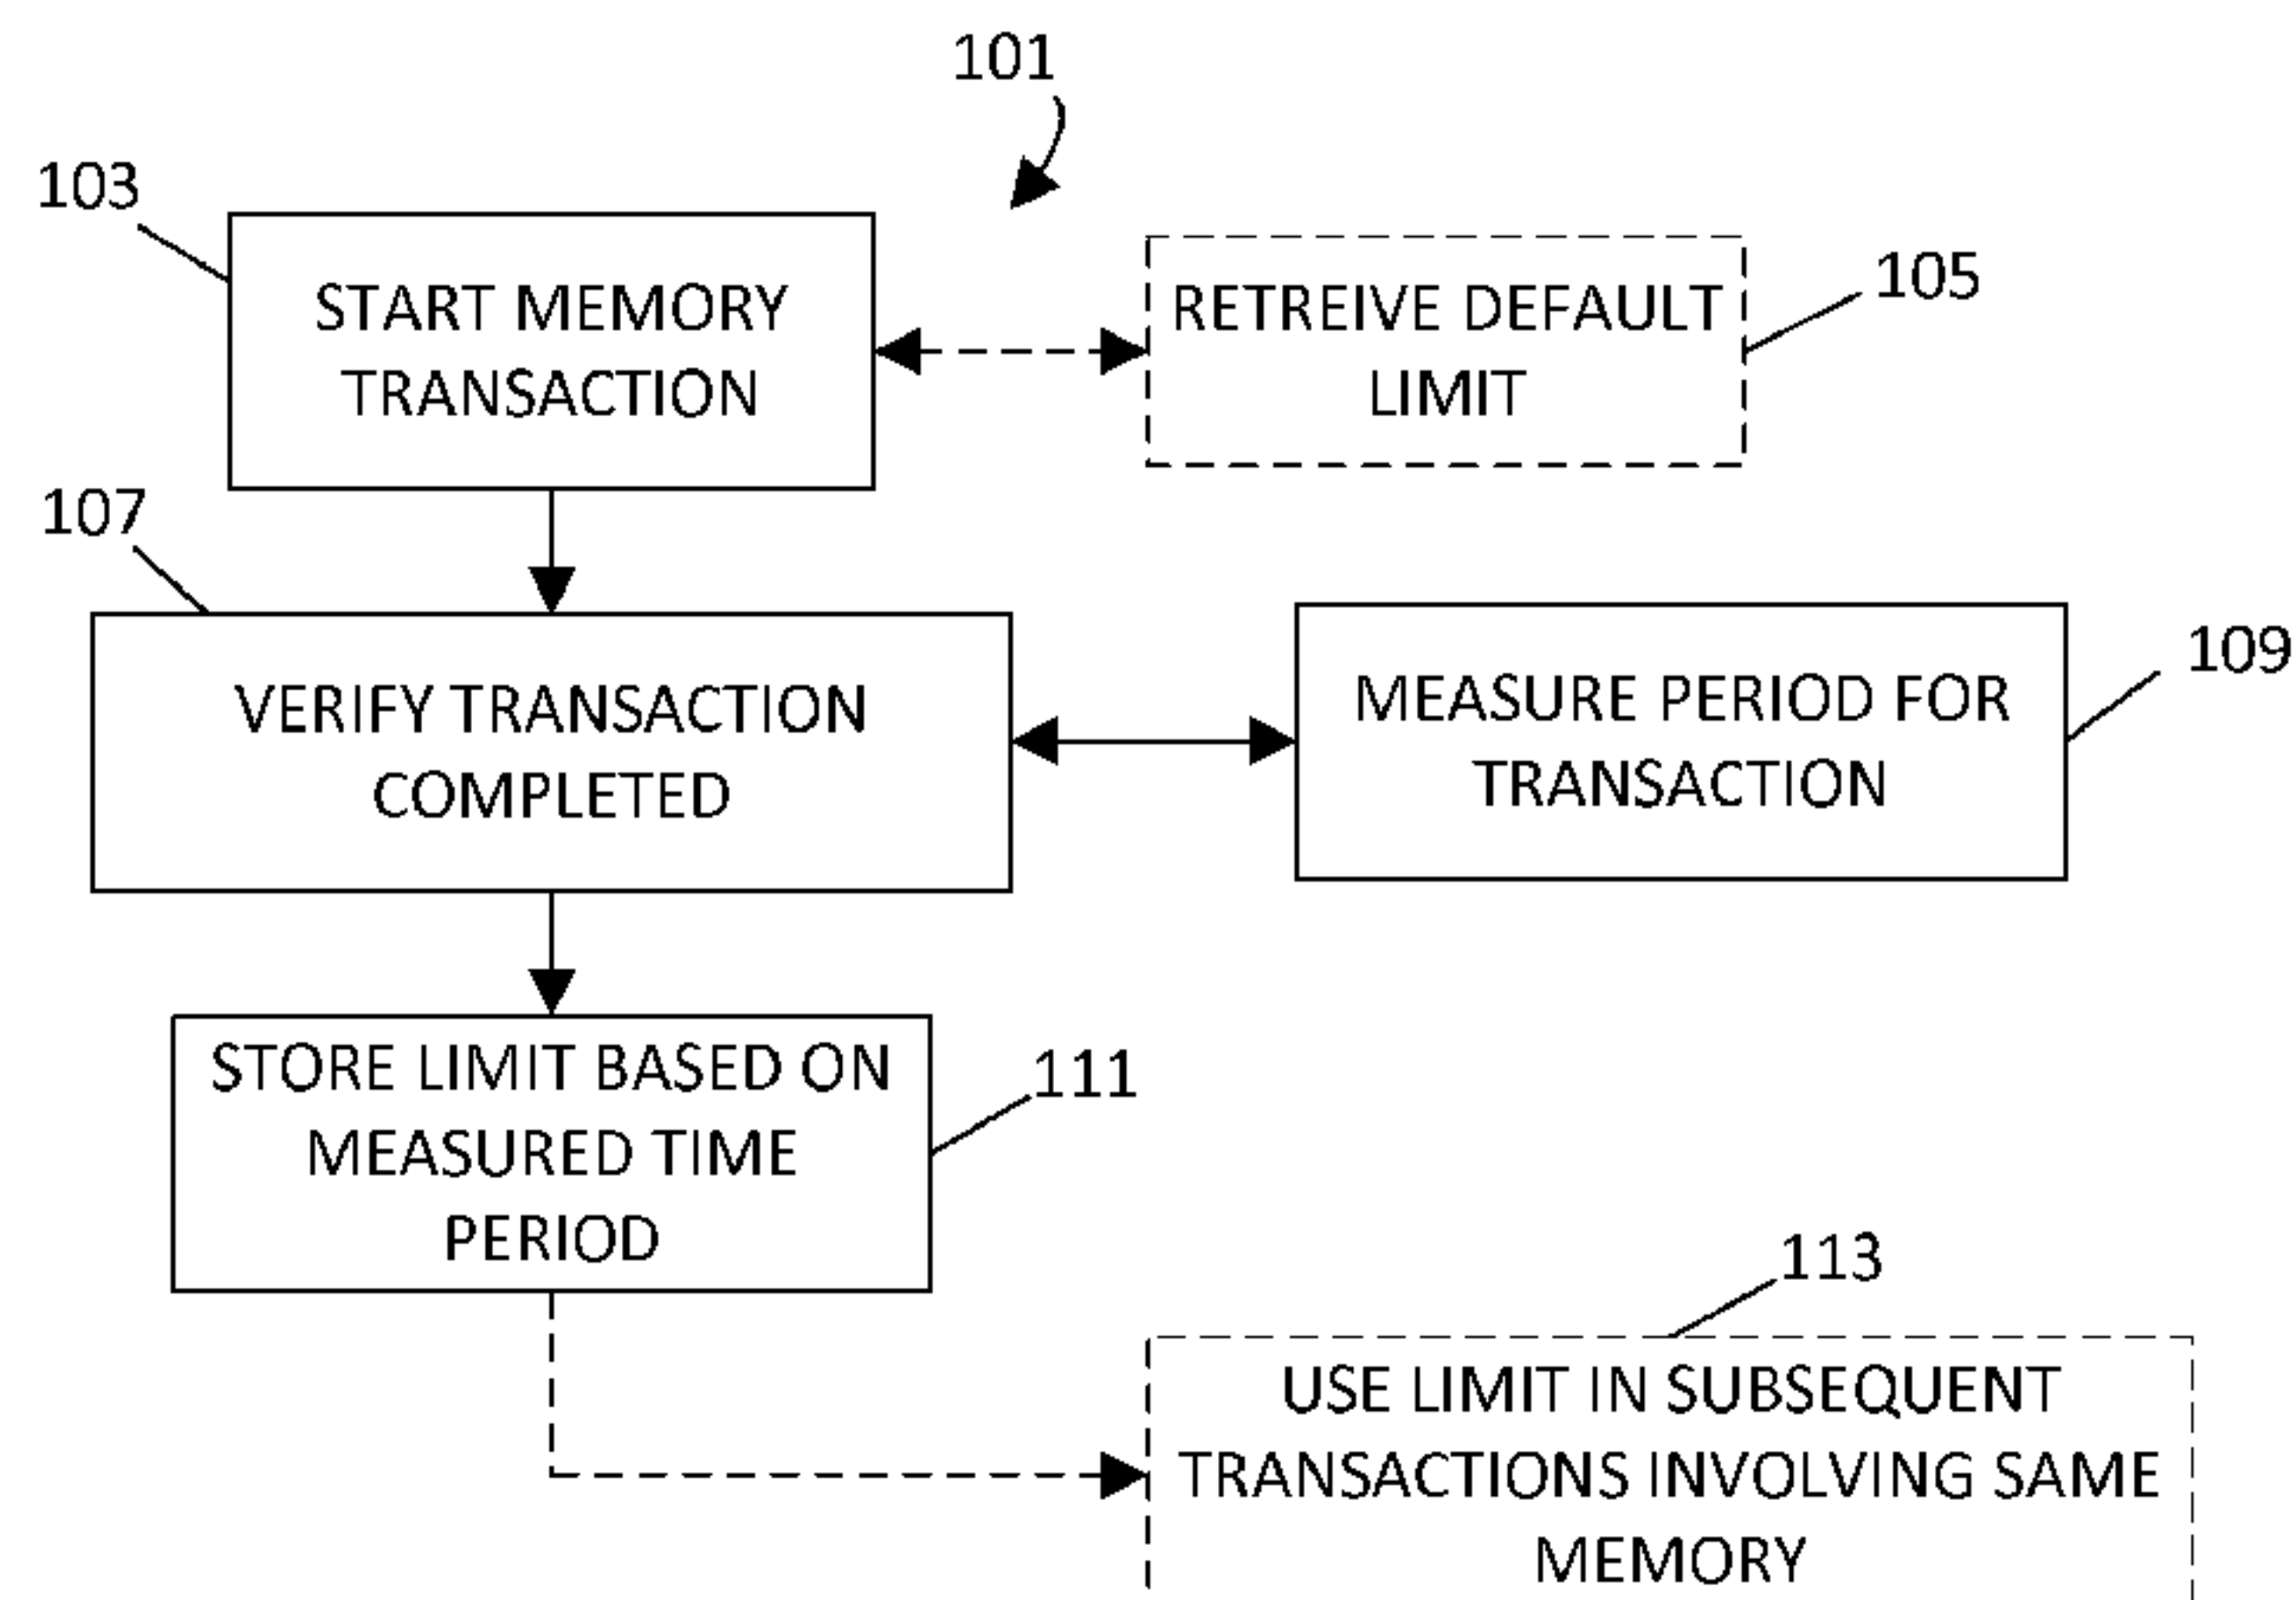 101
103
START MEMORY
TRANSACTION
RETREIVE DEFAULT
LIMIT
105
107
VERIFY TRANSACTION
COMPLETED
MEASURE PERIOD FOR
TRANSACTION
109
STORE LIMIT BASED ON
MEASURED TIME
PERIOD
111
113
USE LIMIT IN SUBSEQUENT
TRANSACTIONS INVOLVING SAME
MEMORY